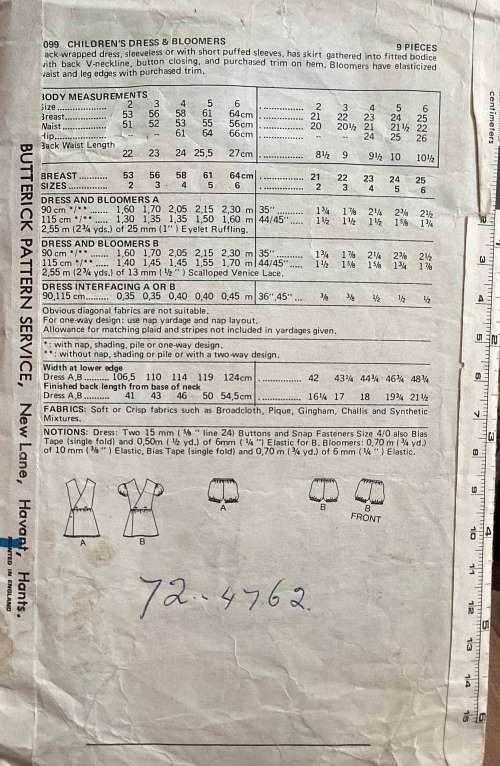 099 CHILDREN'S DRESS & BLOOMERS 9 PIECES
ack-wrapped dress, sleeveless or with short puffed sleeves, has skirt gathered into fitted bodice
with back V-neckline, button closing, and purchased trim on hem. Bloomers have elasticized
waist and leg edges with purchased trim.
BODY MEASUREMENTS
Size 2 3 4 5 6 2 3 4 5 6
Breast 53 56 58 61 64cm 21 22 23 24 25
Waist 51 52 53 55 56cm 20 20½ 21 21½ 22
Hip -- -- 61 64 66cm -- -- 24 25 26
Back Waist Length
22 23 24 25,5 27cm 8½ 9 9½ 10 10½
BREAST 53 56 58 61 64cm 21 22 23 24 25
SIZES 2 3 4 5 6 2 3 4 5 6
DRESS AND BLOOMERS A
90 cm */** 1,60 1,70 2,05 2,15 2,30 m 35" 1¾ 1⅞ 2¼ 2⅜ 2½
115 cm */** 1,30 1,35 1,35 1,50 1,60 m 44/45" 1½ 1½ 1½ 1⅝ 1¾
2,55 m (2¾ yds.) of 25 mm (1") Eyelet Ruffling.
DRESS AND BLOOMERS B
90 cm */** 1,60 1,70 2,05 2,15 2,30 m 35" 1¾ 1⅞ 2¼ 2⅜ 2½
115 cm */** 1,40 1,45 1,45 1,55 1,70 m 44/45" 1½ 1⅝ 1⅝ 1¾ 1⅞
2,55 m (2¾ yds.) of 13 mm (½") Scalloped Venice Lace.
DRESS INTERFACING A OR B
90,115 cm 0,35 0,35 0,40 0,40 0,45 m 36",45" ⅜ ⅜ ½ ½ ½
Obvious diagonal fabrics are not suitable.
For one-way design: use nap yardage and nap layout.
Allowance for matching plaid and stripes not included in yardages given.
*: with nap, shading, pile or one-way design.
**: without nap, shading or pile or with a two-way design.
Width at lower edge
Dress A,B 106,5 110 114 119 124cm 42 43¼ 44¾ 46¾ 48¾
Finished back length from base of neck
Dress A,B 41 43 46 50 54,5cm 16¼ 17 18 19¾ 21½
FABRICS: Soft or Crisp fabrics such as Broadcloth, Pique, Gingham, Challis and Synthetic
Mixtures.
NOTIONS: Dress: Two 15 mm (⅝" line 24) Buttons and Snap Fasteners Size 4/0 also Bias
Tape (single fold) and 0,50m (½ yd.) of 6mm (¼") Elastic for B. Bloomers: 0,70 m (¾ yd.)
of 10 mm (⅜") Elastic, Bias Tape (single fold) and 0,70 m (¾ yd.) of 6 mm (¼") Elastic.
A
B
A
B
B
FRONT
72--4762.
BUTTERICK PATTERN SERVICE, New Lane, Havant, Hants.
PRINTED IN ENGLAND
centimeters
2
5
6
7
8
9
10
11
12
13
14
15
2
3
4
5
6